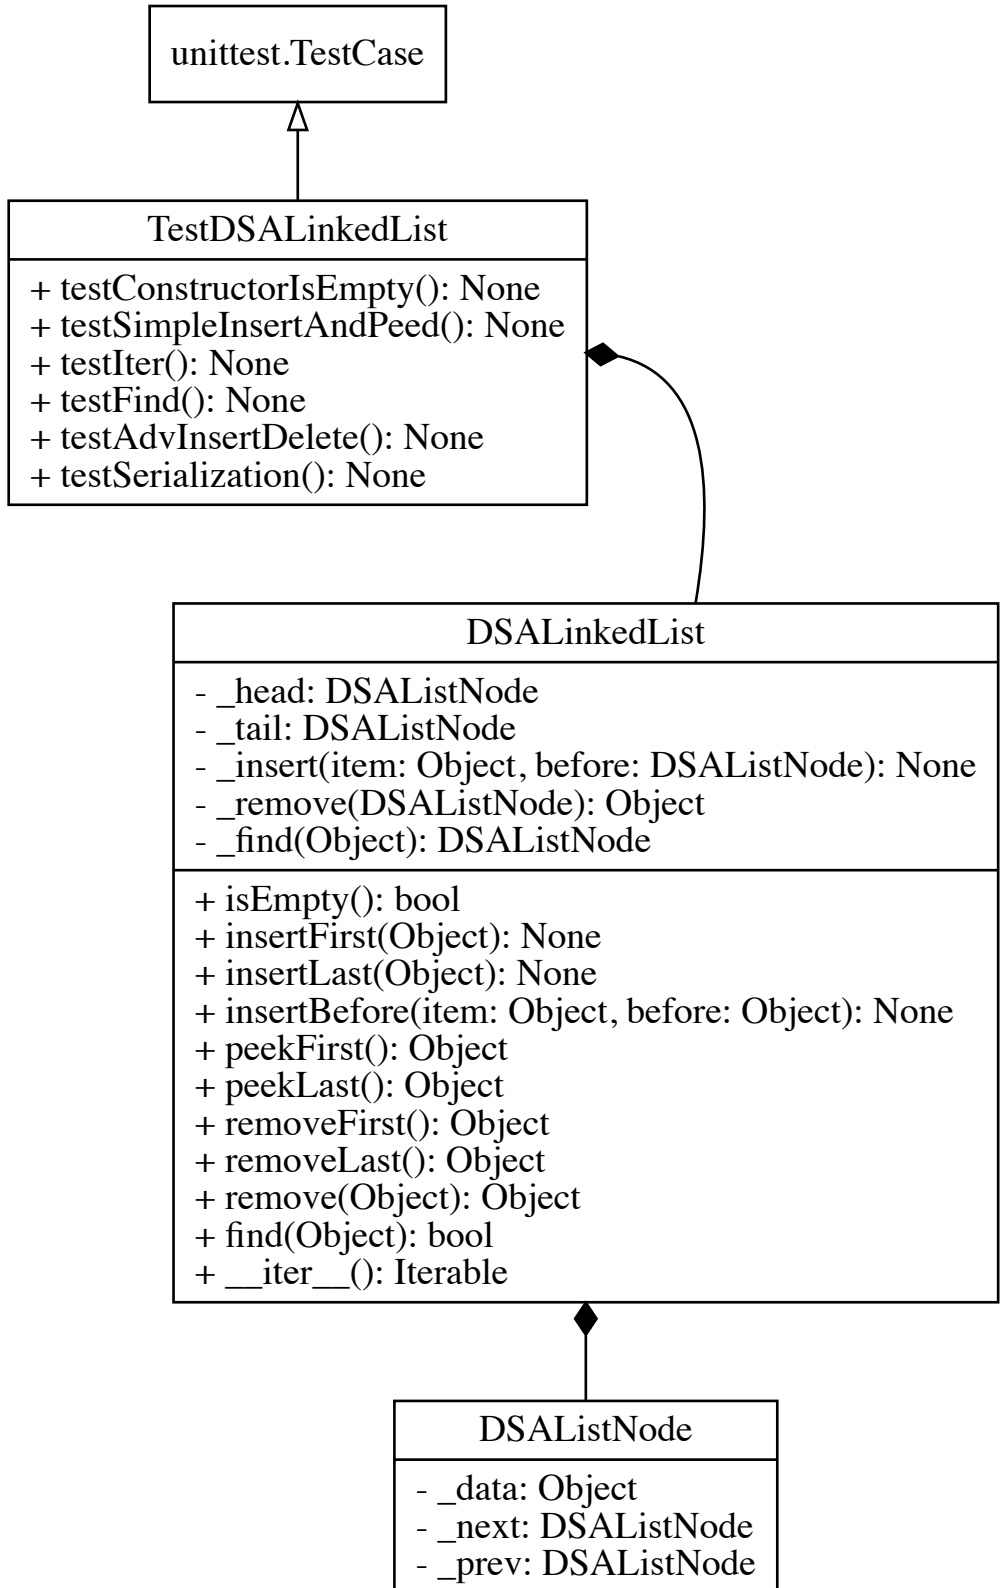 unittest.TestCase
TestDSALinkedList
+ testConstructorIsEmpty(): None
+ testSimpleInsertAndPeed(): None
+ testIter(): None
+ testFind(): None
+ testAdvInsertDelete(): None
+ testSerialization(): None
DSALinkedList
- _head: DSAListNode
- _tail: DSAListNode
- _insert(item: Object, before: DSAListNode): None
- _remove(DSAListNode): Object
- _find(Object): DSAListNode
+ isEmpty(): bool
+ insertFirst(Object): None
+ insertLast(Object): None
+ insertBefore(item: Object, before: Object): None
+ peekFirst(): Object
+ peekLast(): Object
+ removeFirst(): Object
+ removeLast(): Object
+ remove(Object): Object
+ find(Object): bool
+ __iter__(): Iterable
DSAListNode
- _data: Object
- _next: DSAListNode
- _prev: DSAListNode